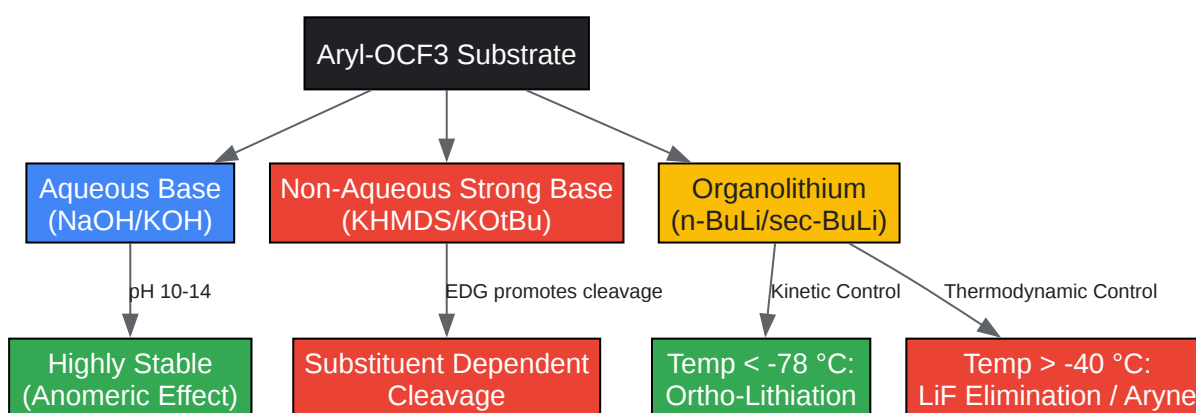 Aryl-OCF3 Substrate
Aqueous Base
(NaOH/KOH)
Non-Aqueous Strong Base
(KHMDS/KOtBu)
Organolithium
(n-BuLi/sec-BuLi)
pH 10-14
EDG promotes cleavage
Kinetic Control
Thermodynamic Control
Highly Stable
(Anomeric Effect)
Substituent Dependent
Cleavage
Temp < -78 °C:
Ortho-Lithiation
Temp > -40 °C:
LiF Elimination / Aryne